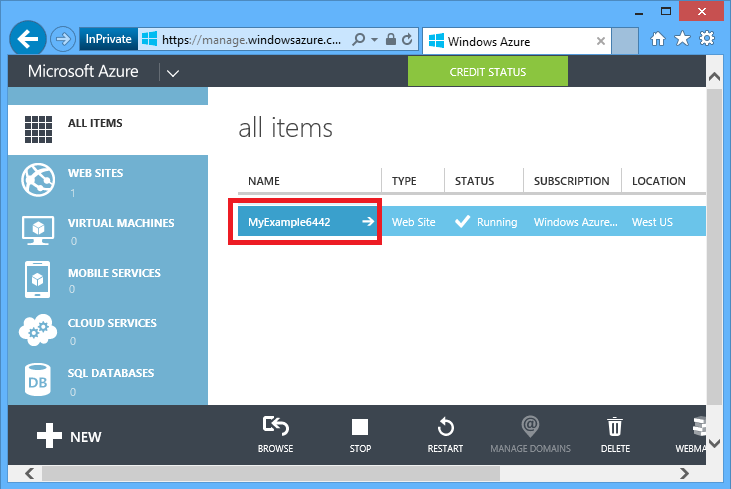 InPrivate
https://manage.windowsazure.c...
Windows Azure
Microsoft Azure
CREDIT STATUS
ALL ITEMS
WEB SITES
1
VIRTUAL MACHINES
0
MOBILE SERVICES
0
CLOUD SERVICES
0
SQL DATABASES
DB
0
all items
NAME TYPE STATUS SUBSCRIPTION LOCATION
MyExample6442 Web Site Running Windows Azure... West US
NEW
BROWSE
STOP
RESTART
MANAGE DOMAINS
DELETE
WEBMA